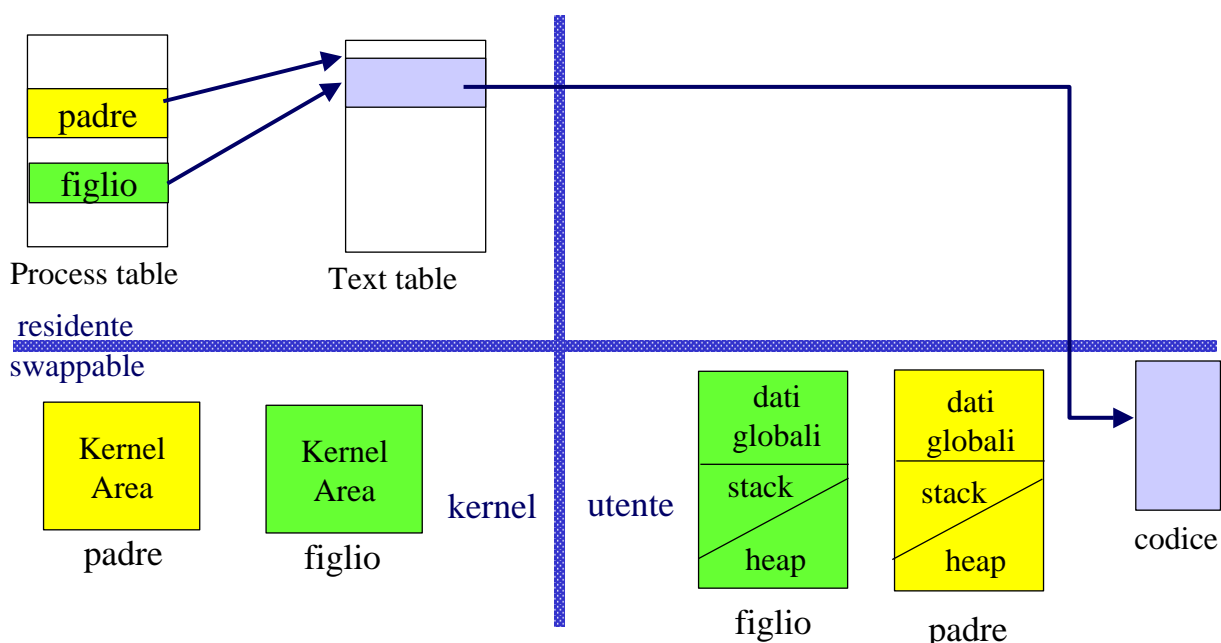 padre
figlio
Process table
Text table
residente
swappable
Kernel
Area
padre
Kernel
Area
figlio
kernel
utente
dati
globali
stack
heap
figlio
dati
globali
stack
heap
padre
codice